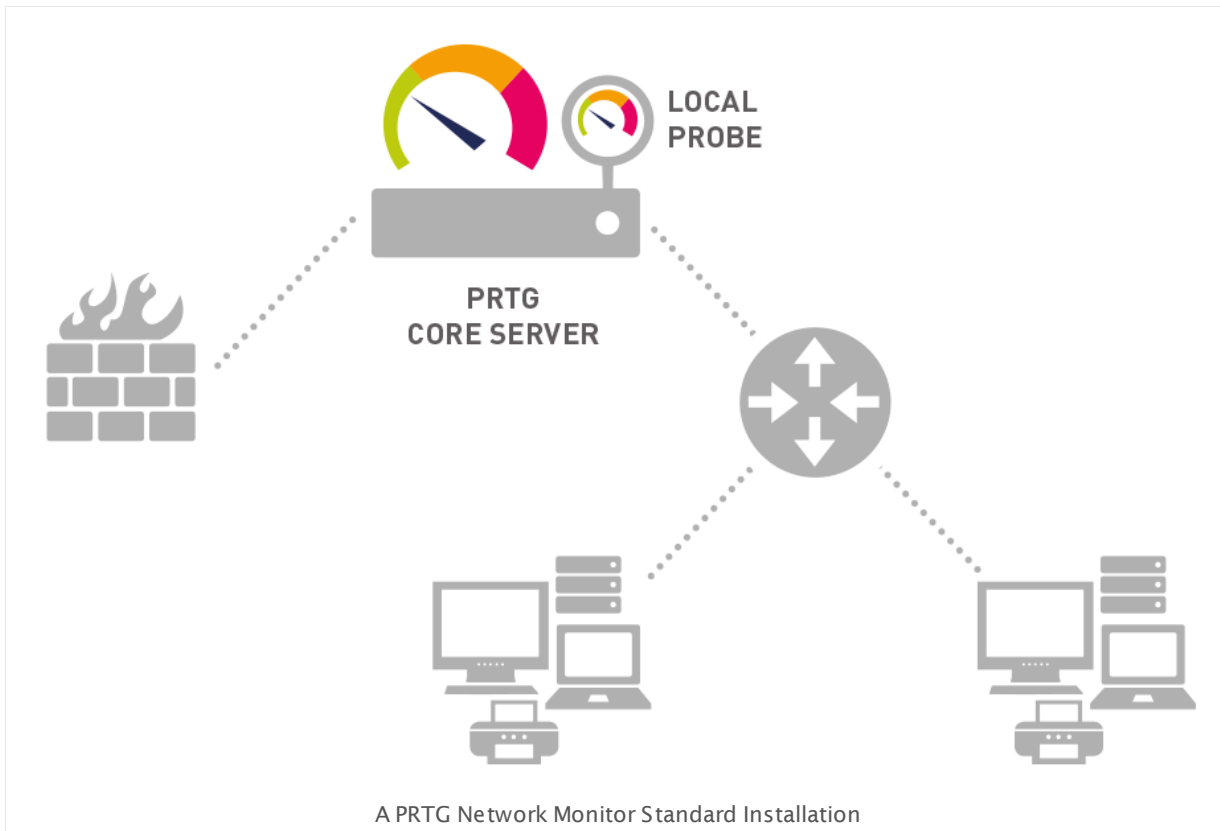 LOCAL
PROBE
PRTG
CORE SERVER
A PRTG Network Monitor Standard Installation